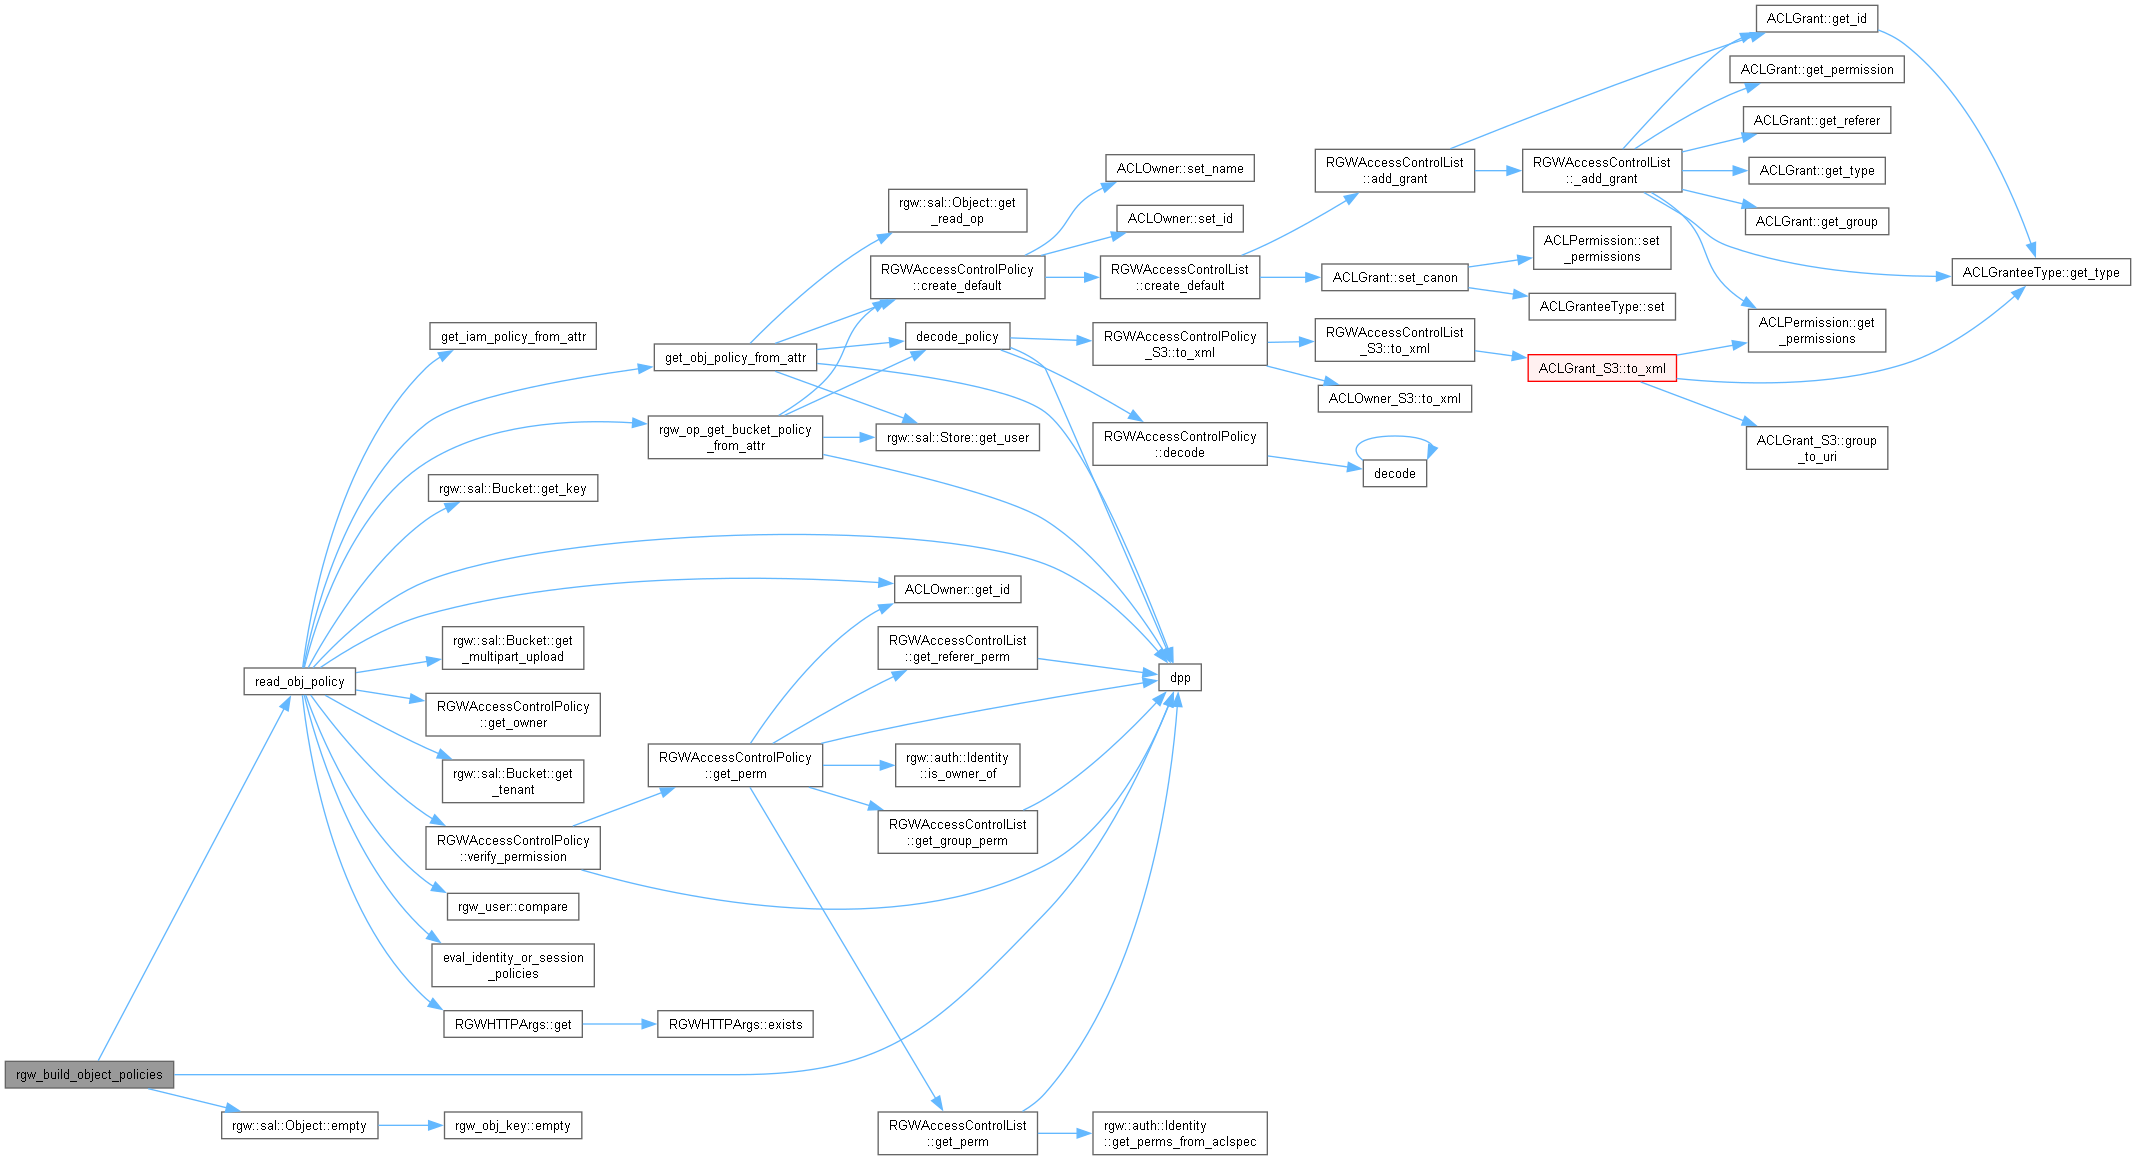 ACLGrant::get_id
ACLGrant::get_permission
ACLGrant::get_referer
ACLOwner::set_name
RGWAccessControlList
::add_grant
RGWAccessControlList
::_add_grant
ACLGrant::get_type
rgw::sal::Object::get
_read_op
ACLOwner::set_id
ACLGrant::get_group
ACLPermission::set
_permissions
RGWAccessControlPolicy
::create_default
RGWAccessControlList
::create_default
ACLGrant::set_canon
ACLGranteeType::get_type
ACLGranteeType::set
get_iam_policy_from_attr
get_obj_policy_from_attr
decode_policy
RGWAccessControlPolicy
_S3::to_xml
RGWAccessControlList
_S3::to_xml
ACLPermission::get
_permissions
ACLGrant_S3::to_xml
ACLOwner_S3::to_xml
rgw_op_get_bucket_policy
_from_attr
rgw::sal::Store::get_user
RGWAccessControlPolicy
::decode
decode
ACLGrant_S3::group
_to_uri
rgw::sal::Bucket::get_key
ACLOwner::get_id
rgw::sal::Bucket::get
_multipart_upload
RGWAccessControlList
::get_referer_perm
read_obj_policy
dpp
RGWAccessControlPolicy
::get_owner
rgw::sal::Bucket::get
_tenant
RGWAccessControlPolicy
::get_perm
rgw::auth::Identity
::is_owner_of
RGWAccessControlPolicy
::verify_permission
RGWAccessControlList
::get_group_perm
rgw_user::compare
eval_identity_or_session
_policies
RGWHTTPArgs::get
RGWHTTPArgs::exists
rgw_build_object_policies
rgw::sal::Object::empty
rgw_obj_key::empty
RGWAccessControlList
::get_perm
rgw::auth::Identity
::get_perms_from_aclspec